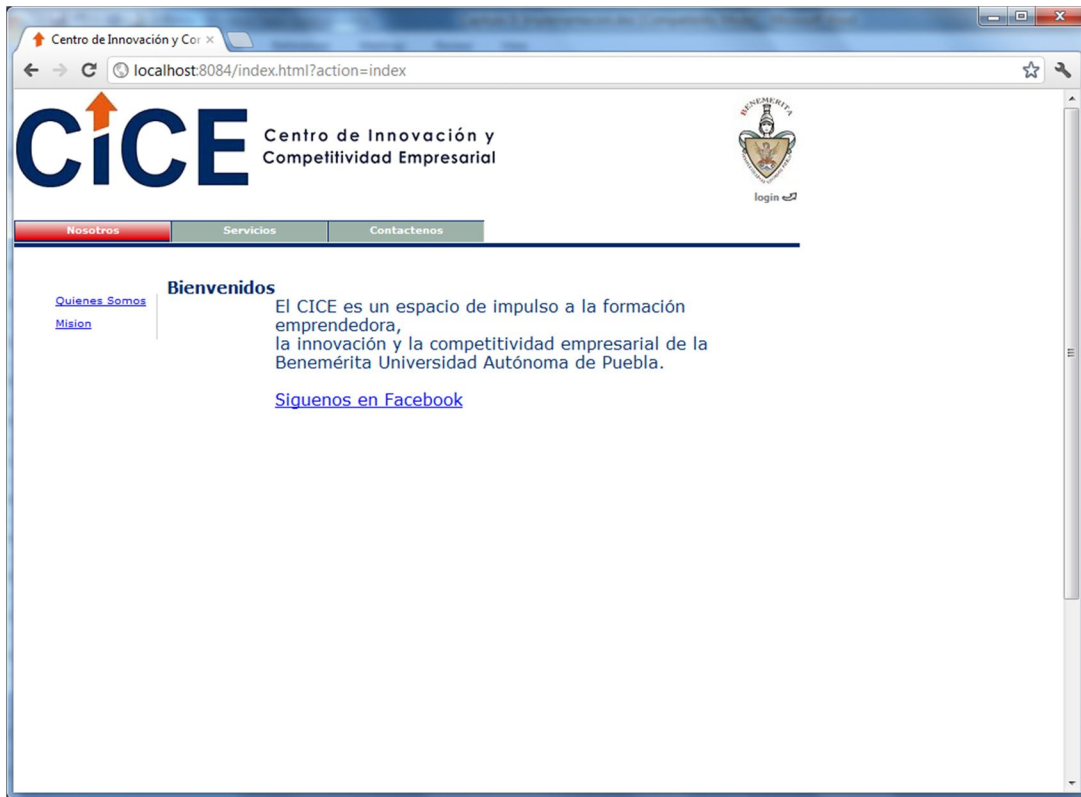 Centro de Innovación y Cor
localhost:8084/index.html?action=index
CiCE
Centro de Innovación y
Competitividad Empresarial
BENEMERITA
login
Nosotros Servicios Contactenos
Bienvenidos
Quienes Somos
Mision
El CICE es un espacio de impulso a la formación
emprendedora,
la innovación y la competitividad empresarial de la
Benemérita Universidad Autónoma de Puebla.
Siguenos en Facebook